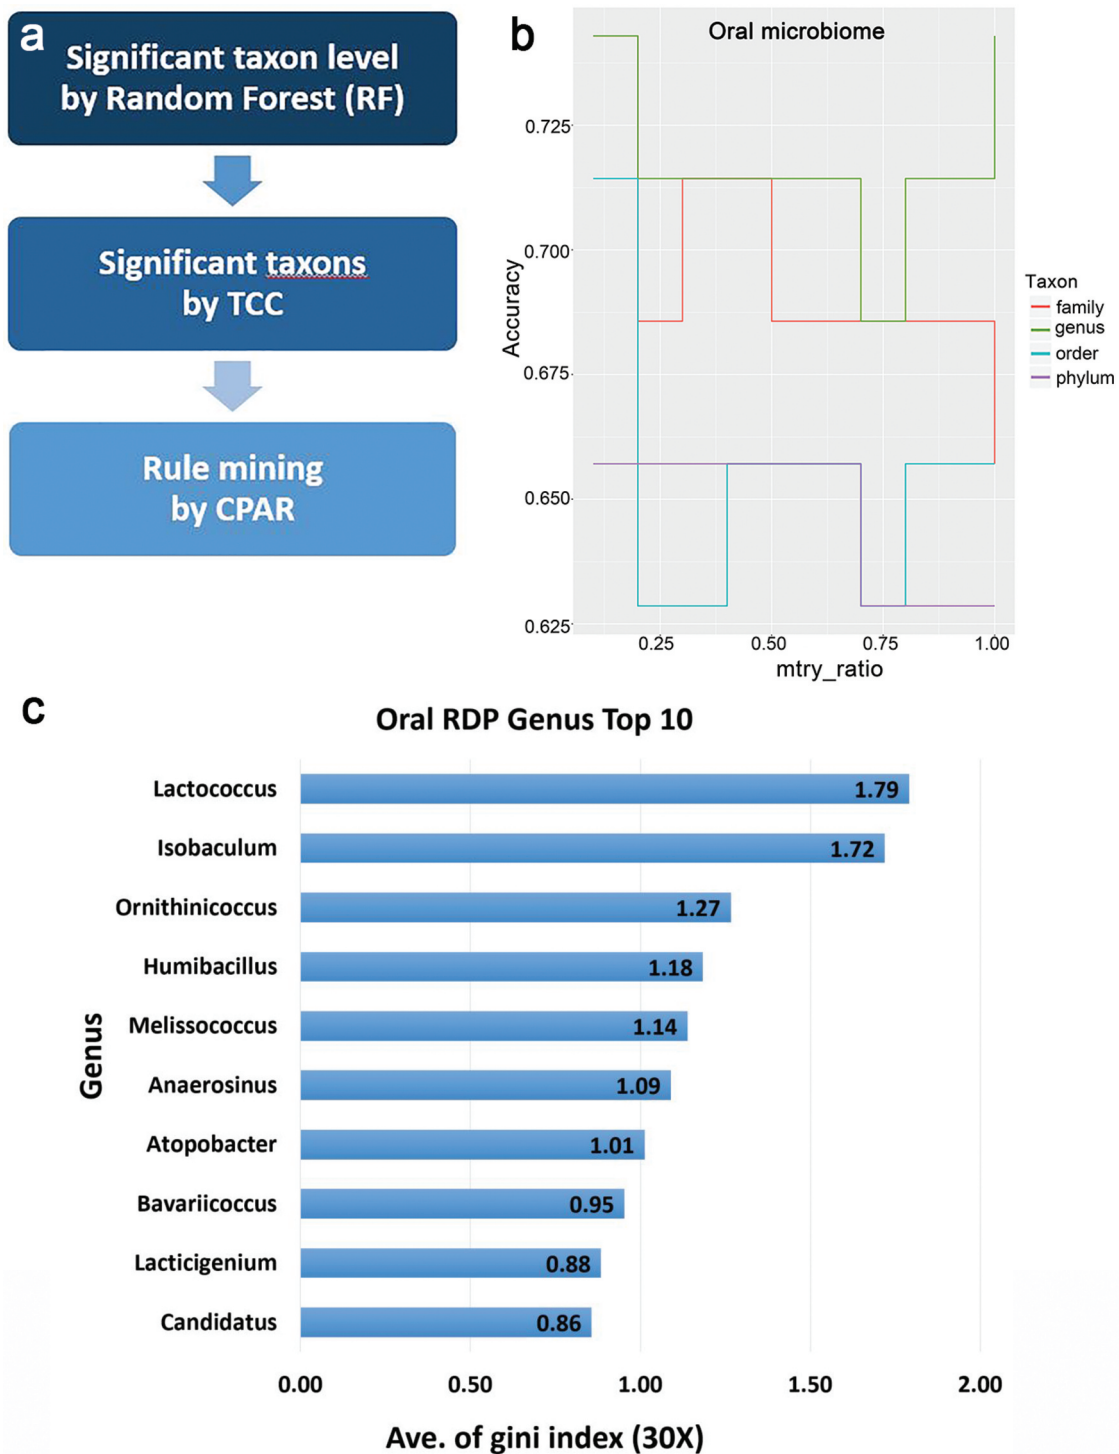 a
Significant taxon level
by Random Forest (RF)
Significant taxons
by TCC
Rule mining
by CPAR
b
Oral microbiome
0.725
0.700
0.675
0.650
0.625
Accuracy
0.25
0.50
0.75
1.00
mtry_ratio
Taxon
family
genus
order
phylum
c
Oral RDP Genus Top 10
Genus
Lactococcus
1.79
Isobaculum
1.72
Ornithinicoccus
1.27
Humibacillus
1.18
Melissococcus
1.14
Anaerosinus
1.09
Atopobacter
1.01
Bavariicoccus
0.95
Lacticigenium
0.88
Candidatus
0.86
0.00
0.50
1.00
1.50
2.00
Ave. of gini index (30X)